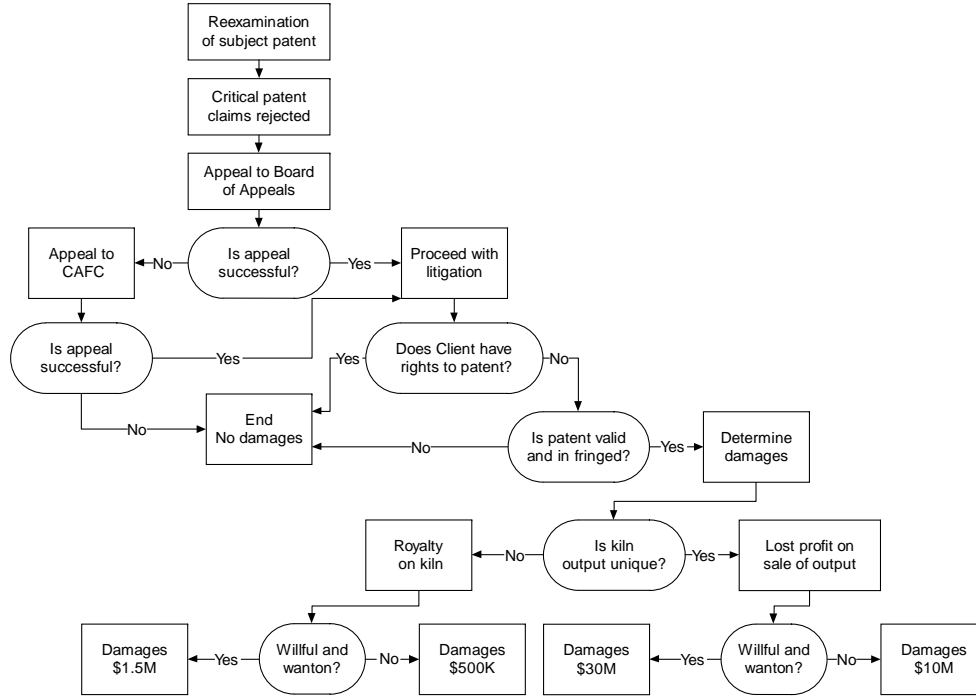 Reexamination
of subject patent
Critical patent
claims rejected
Appeal to Board
of Appeals
Appeal to
CAFC
No
Is appeal
successful?
Yes
Proceed with
litigation
Is appeal
successful?
Yes
Yes
Does Client have
rights to patent?
No
No
End
No damages
No
Is patent valid
and in fringed?
Yes
Determine
damages
Royalty
on kiln
No
Is kiln
output unique?
Yes
Lost profit on
sale of output
Damages
$1.5M
Yes
Willful and
wanton?
No
Damages
$500K
Damages
$30M
Yes
Willful and
wanton?
No
Damages
$10M